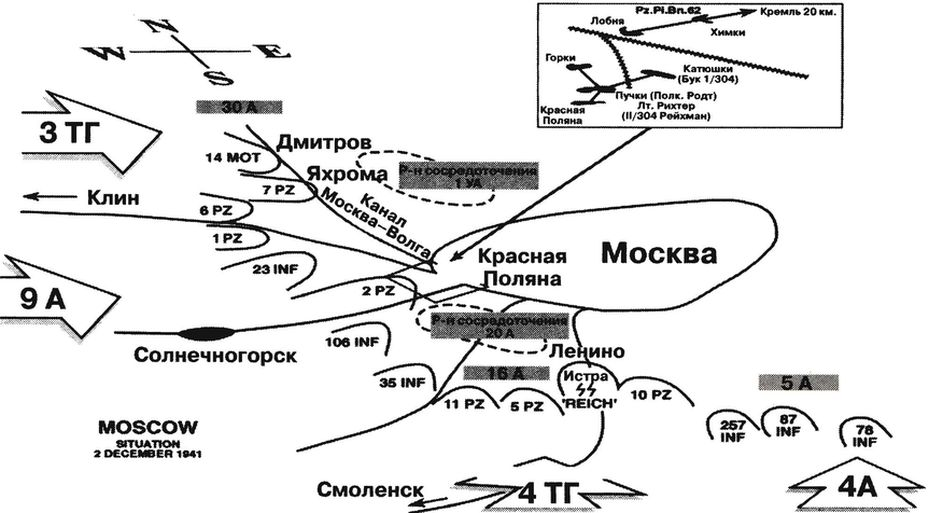 N
W E
S
30 А
3 ТГ
14 МОТ
Дмитров
7 PZ
Яхрома
Р-н сосредоточения
1 УА
Клин
6 PZ
Канал
Москва–Волга
1 PZ
23 INF
2 PZ
Красная
Поляна
Москва
9 А
Солнечногорск
106 INF
Р-н сосредоточения
20 А
Ленино
35 INF
16 А
11 PZ
5 PZ
Истра
'REICH'
10 PZ
5 А
257
INF
87
INF
78
INF
MOSCOW
SITUATION
2 DECEMBER 1941
Смоленск
4 ТГ
4А
Pz.Pi.Bn.62
Кремль 20 км.
Лобня
Химки
Горки
Катюшки
(Бук 1/304)
Красная
Поляна
Пучки (Полк. Родт)
Лт. Рихтер
(II/304 Рейхман)